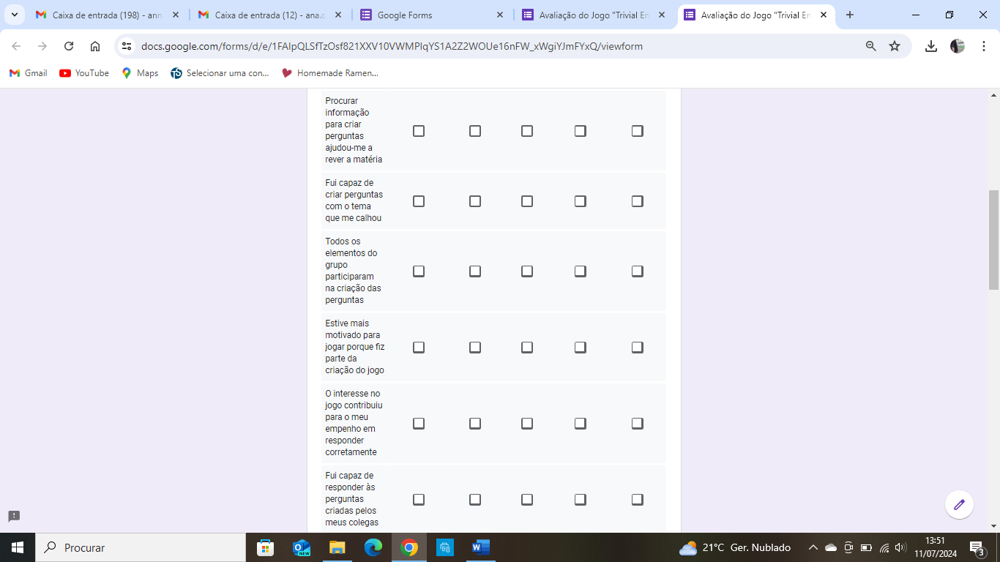 Caixa de entrada (198) - ann
Caixa de entrada (12) - ana.c
Google Forms
Avaliação do Jogo "Trivial En
Avaliação do Jogo "Trivial En
docs.google.com/forms/d/e/1FAIpQLSfTzOsf821XXV10VWMPIqYS1A2Z2WOUe16nFW_xWgiYJmFYxQ/viewform
Gmail
YouTube
Maps
Selecionar uma con...
Homemade Ramen...
Procurar
informação
para criar
perguntas
ajudou-me a
rever a matéria
Fui capaz de
criar perguntas
com o tema
que me calhou
Todos os
elementos do
grupo
participaram
na criação das
perguntas
Estive mais
motivado para
jogar porque fiz
parte da
criação do jogo
O interesse no
jogo contribuiu
para o meu
empenho em
responder
corretamente
Fui capaz de
responder às
perguntas
criadas pelos
meus colegas
Procurar
21°C Ger. Nublado
13:51
11/07/2024
3